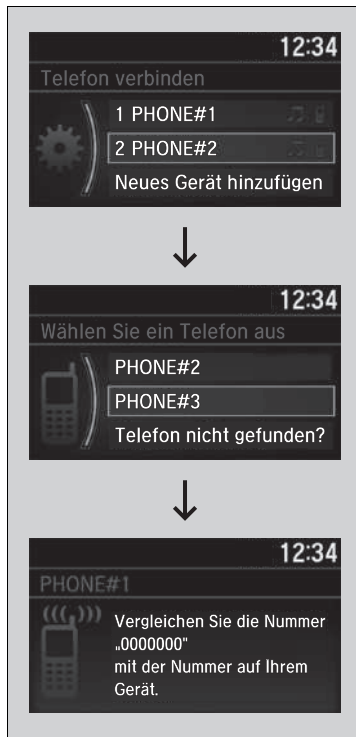 12:34
Telefon verbinden
1 PHONE#1
2 PHONE#2
Neues Gerät hinzufügen
12:34
Wählen Sie ein Telefon aus
PHONE#2
PHONE#3
Telefon nicht gefunden?
12:34
PHONE#1
Vergleichen Sie die Nummer
„0000000"
mit der Nummer auf Ihrem
Gerät.